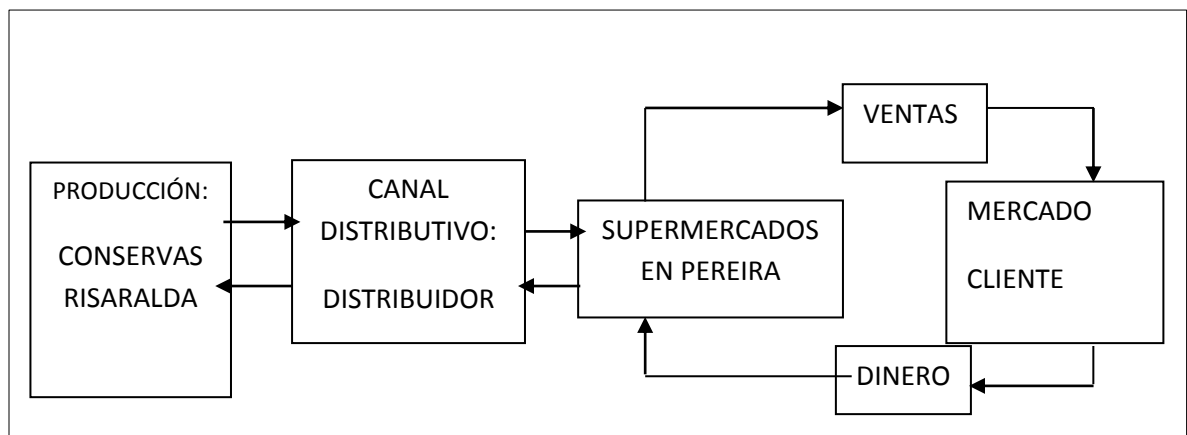 PRODUCCIÓN:
CONSERVAS
RISARALDA
CANAL
DISTRIBUTIVO:
DISTRIBUIDOR
SUPERMERCADOS
EN PEREIRA
VENTAS
MERCADO
CLIENTE
DINERO